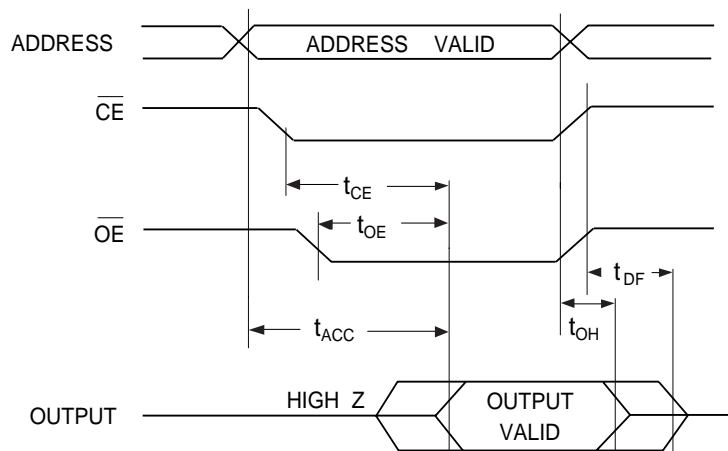 ADDRESS
ADDRESS VALID
CE
tCE
OE
tOE
tDF
tACC
tOH
OUTPUT
HIGH Z
OUTPUT
VALID